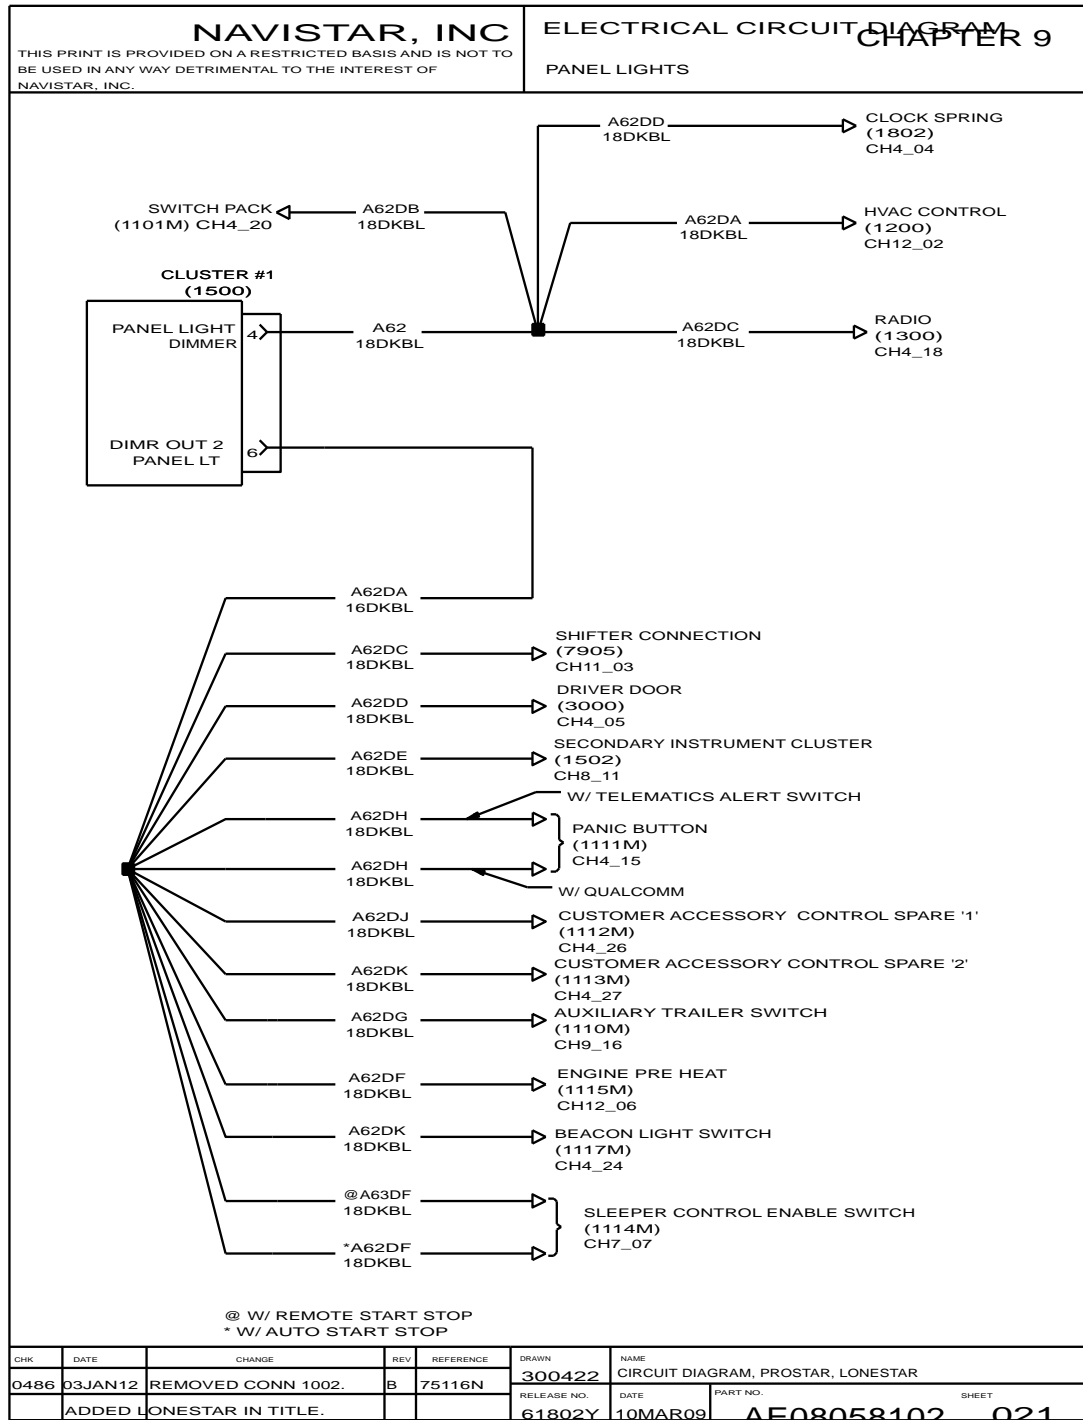 NAVISTAR, INC
THIS PRINT IS PROVIDED ON A RESTRICTED BASIS AND IS NOT TO
BE USED IN ANY WAY DETRIMENTAL TO THE INTEREST OF
NAVISTAR, INC.
ELECTRICAL CIRCUIT DIAGRAM
CHAPTER 9
PANEL LIGHTS
A62DD
18DKBL
CLOCK SPRING
(1802)
CH4_04
SWITCH PACK
(1101M) CH4_20
A62DB
18DKBL
A62DA
18DKBL
HVAC CONTROL
(1200)
CH12_02
CLUSTER #1
(1500)
PANEL LIGHT
DIMMER
4
A62
18DKBL
A62DC
18DKBL
RADIO
(1300)
CH4_18
DIMR OUT 2
PANEL LT
6
A62DA
16DKBL
A62DC
18DKBL
SHIFTER CONNECTION
(7905)
CH11_03
A62DD
18DKBL
DRIVER DOOR
(3000)
CH4_05
A62DE
18DKBL
SECONDARY INSTRUMENT CLUSTER
(1502)
CH8_11
W/ TELEMATICS ALERT SWITCH
A62DH
18DKBL
PANIC BUTTON
(1111M)
CH4_15
A62DH
18DKBL
W/ QUALCOMM
A62DJ
18DKBL
CUSTOMER ACCESSORY CONTROL SPARE '1'
(1112M)
CH4_26
A62DK
18DKBL
CUSTOMER ACCESSORY CONTROL SPARE '2'
(1113M)
CH4_27
A62DG
18DKBL
AUXILIARY TRAILER SWITCH
(1110M)
CH9_16
A62DF
18DKBL
ENGINE PRE HEAT
(1115M)
CH12_06
A62DK
18DKBL
BEACON LIGHT SWITCH
(1117M)
CH4_24
@A63DF
18DKBL
SLEEPER CONTROL ENABLE SWITCH
(1114M)
CH7_07
*A62DF
18DKBL
@ W/ REMOTE START STOP
* W/ AUTO START STOP
CHK DATE CHANGE REV REFERENCE
0486 03JAN12 REMOVED CONN 1002. B 75116N
ADDED LONESTAR IN TITLE.
DRAWN
300422
NAME
CIRCUIT DIAGRAM, PROSTAR, LONESTAR
RELEASE NO.
61802Y
DATE
10MAR09
PART NO.
AE08058102
SHEET
021